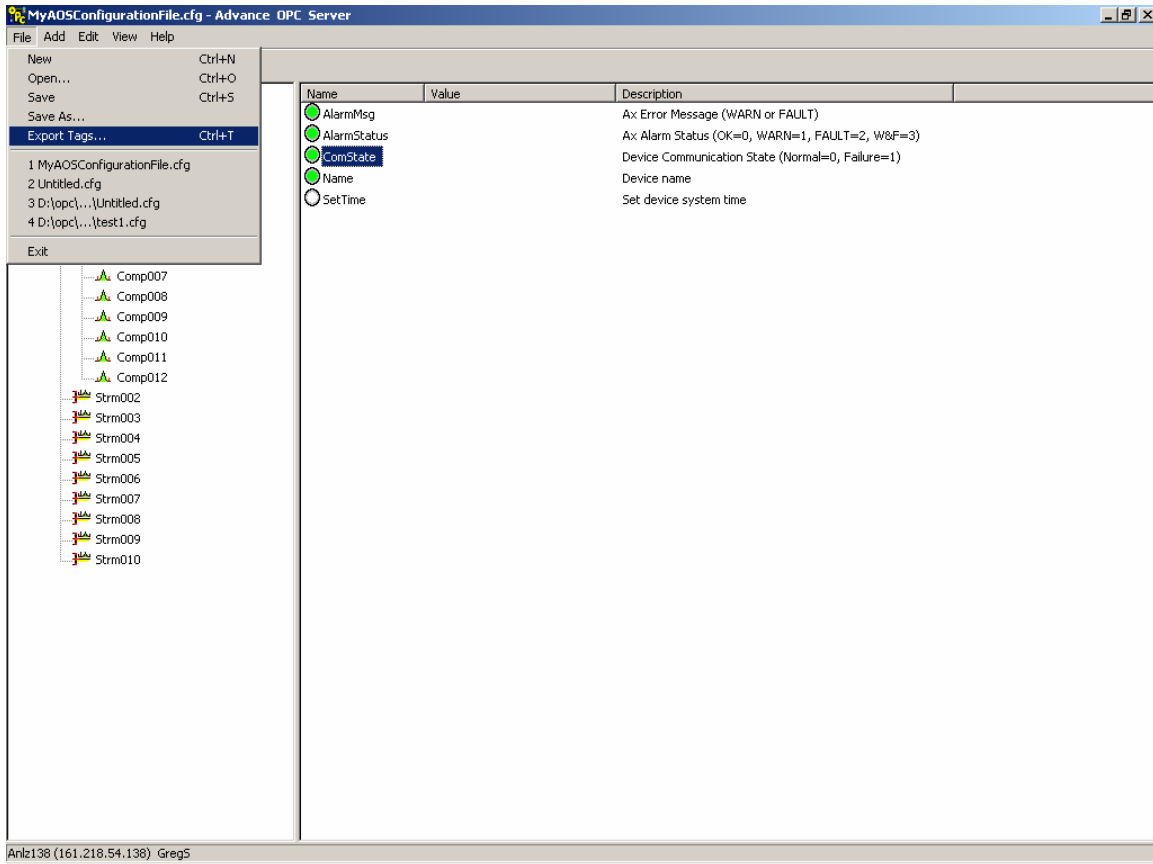 MyAOSConfigurationFile.cfg - Advance OPC Server
File Add Edit View Help
New Ctrl+N
Open... Ctrl+O
Save Ctrl+S
Save As...
Export Tags... Ctrl+T
1 MyAOSConfigurationFile.cfg
2 Untitled.cfg
3 D:\opc\...\Untitled.cfg
4 D:\opc\...\test1.cfg
Exit
Comp007
Comp008
Comp009
Comp010
Comp011
Comp012
Strm002
Strm003
Strm004
Strm005
Strm006
Strm007
Strm008
Strm009
Strm010
Name Value Description
AlarmMsg Ax Error Message (WARN or FAULT)
AlarmStatus Ax Alarm Status (OK=0, WARN=1, FAULT=2, W&F=3)
ComState Device Communication State (Normal=0, Failure=1)
Name Device name
SetTime Set device system time
Anlz138 (161.218.54.138) GregS